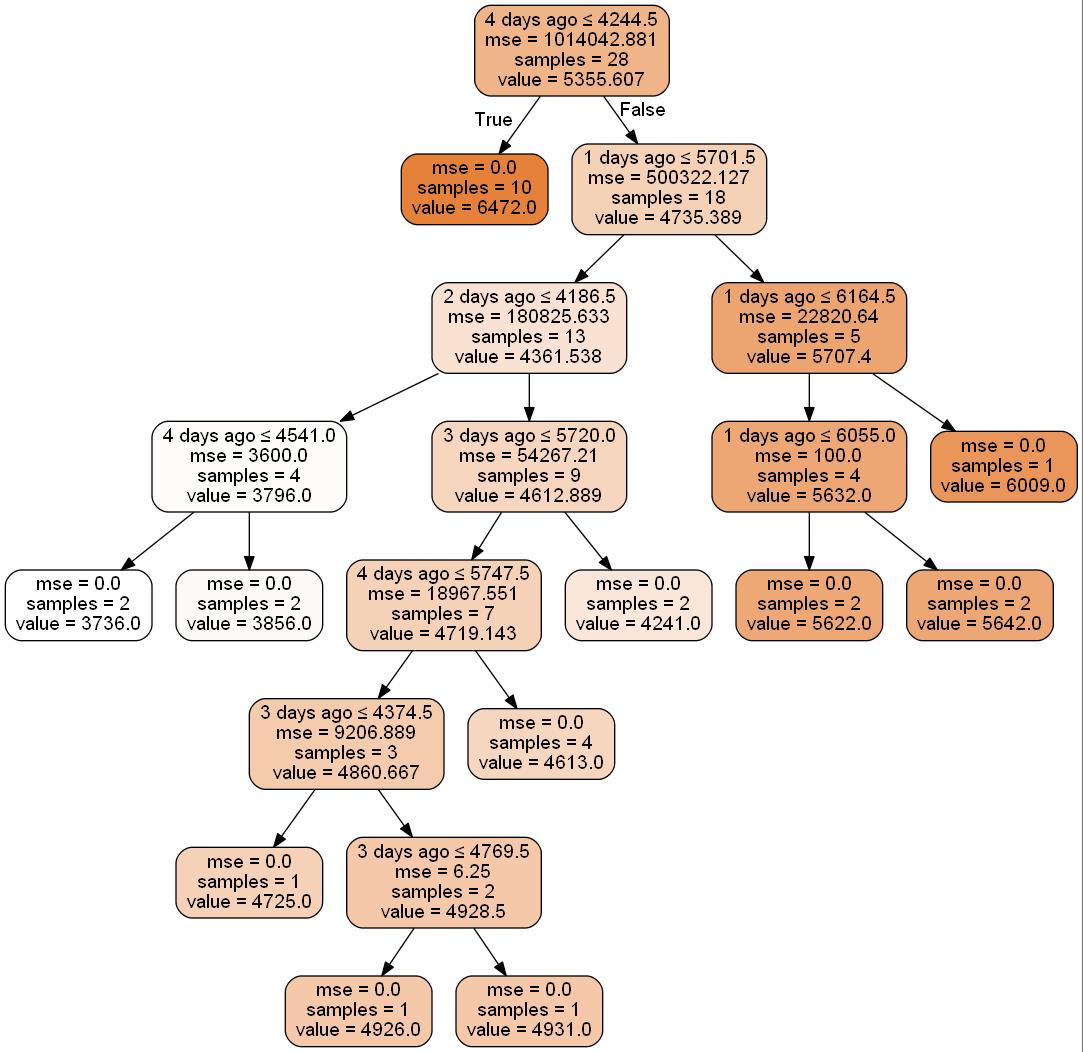 4 days ago ≤ 4244.5
mse = 1014042.881
samples = 28
value = 5355.607
True
False
mse = 0.0
samples = 10
value = 6472.0
1 days ago ≤ 5701.5
mse = 500322.127
samples = 18
value = 4735.389
2 days ago ≤ 4186.5
mse = 180825.633
samples = 13
value = 4361.538
1 days ago ≤ 6164.5
mse = 22820.64
samples = 5
value = 5707.4
4 days ago ≤ 4541.0
mse = 3600.0
samples = 4
value = 3796.0
3 days ago ≤ 5720.0
mse = 54267.21
samples = 9
value = 4612.889
1 days ago ≤ 6055.0
mse = 100.0
samples = 4
value = 5632.0
mse = 0.0
samples = 1
value = 6009.0
mse = 0.0
samples = 2
value = 3736.0
mse = 0.0
samples = 2
value = 3856.0
4 days ago ≤ 5747.5
mse = 18967.551
samples = 7
value = 4719.143
mse = 0.0
samples = 2
value = 4241.0
mse = 0.0
samples = 2
value = 5622.0
mse = 0.0
samples = 2
value = 5642.0
3 days ago ≤ 4374.5
mse = 9206.889
samples = 3
value = 4860.667
mse = 0.0
samples = 4
value = 4613.0
mse = 0.0
samples = 1
value = 4725.0
3 days ago ≤ 4769.5
mse = 6.25
samples = 2
value = 4928.5
mse = 0.0
samples = 1
value = 4926.0
mse = 0.0
samples = 1
value = 4931.0